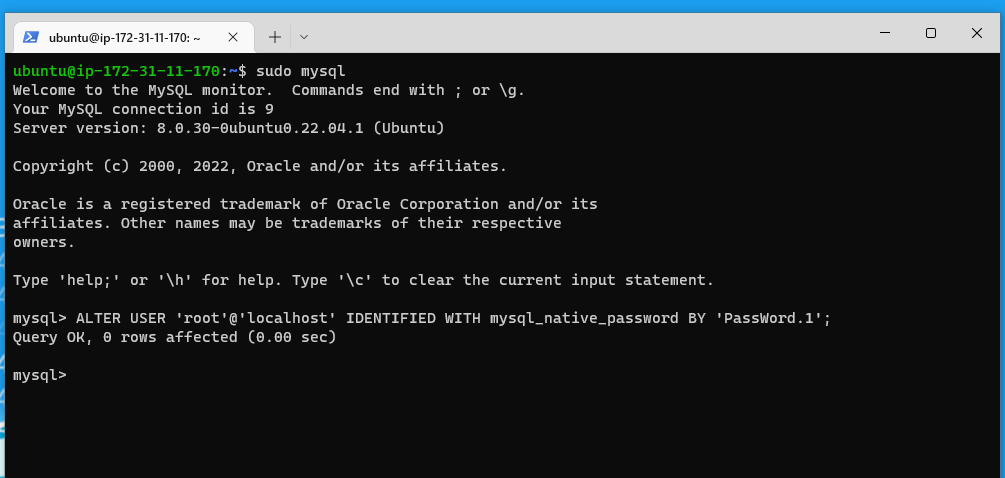 ubuntu@ip-172-31-11-170: ~
ubuntu@ip-172-31-11-170:~$ sudo mysql
Welcome to the MySQL monitor.  Commands end with ; or \g.
Your MySQL connection id is 9
Server version: 8.0.30-0ubuntu0.22.04.1 (Ubuntu)
Copyright (c) 2000, 2022, Oracle and/or its affiliates.
Oracle is a registered trademark of Oracle Corporation and/or its
affiliates. Other names may be trademarks of their respective
owners.
Type 'help;' or '\h' for help. Type '\c' to clear the current input statement.
mysql> ALTER USER 'root'@'localhost' IDENTIFIED WITH mysql_native_password BY 'PassWord.1';
Query OK, 0 rows affected (0.00 sec)
mysql>